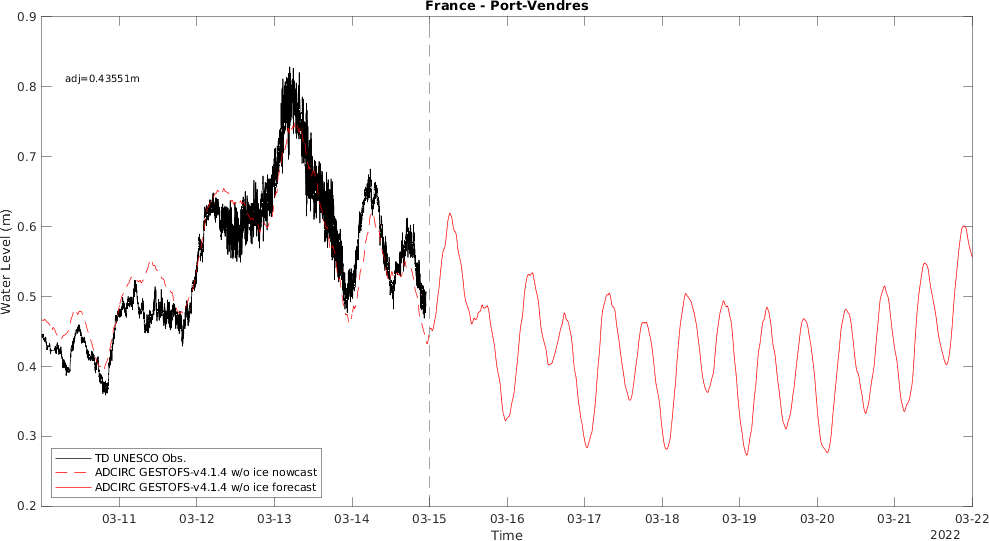 France - Port-Vendres
0.9
0.8
0.7
0.6
0.5
0.4
0.3
0.2
Water Level (m)
adj=0.43551m
TD UNESCO Obs.
ADCIRC GESTOFS-v4.1.4 w/o ice nowcast
ADCIRC GESTOFS-v4.1.4 w/o ice forecast
03-11 03-12 03-13 03-14 03-15 03-16 03-17 03-18 03-19 03-20 03-21 03-22
Time
2022